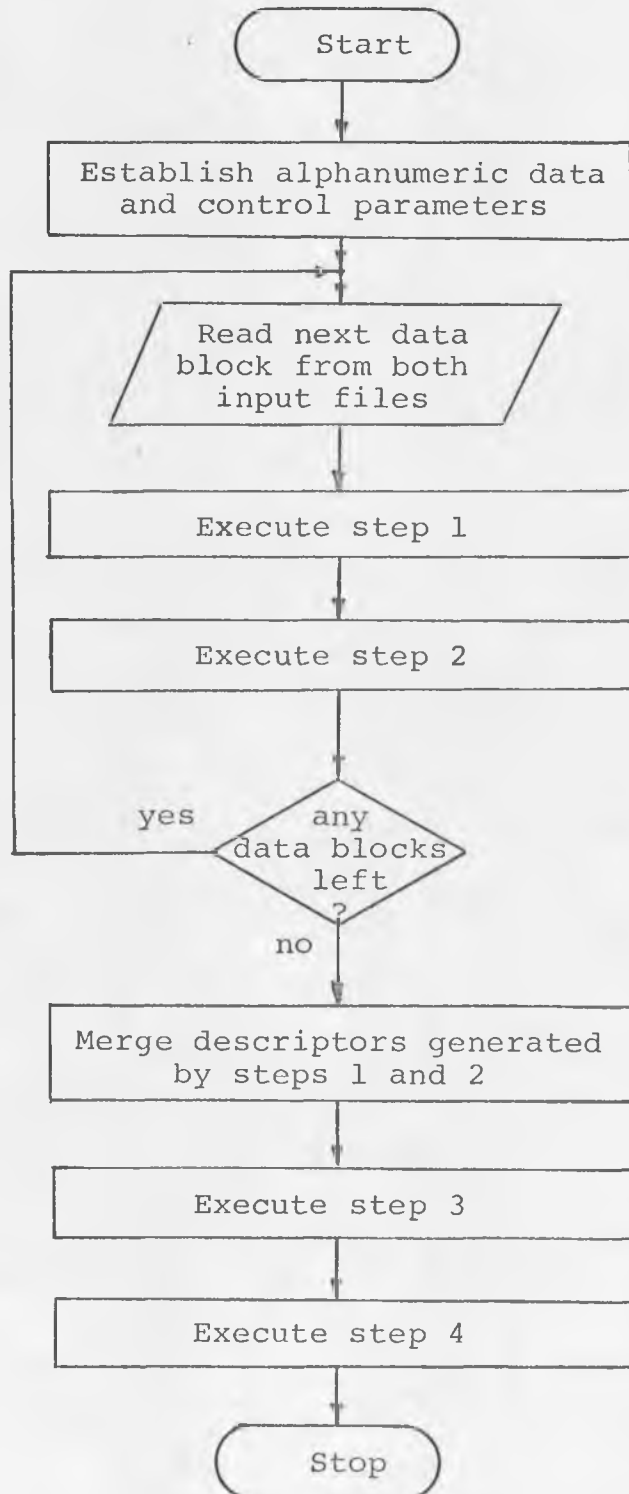 Start
Establish alphanumeric data
and control parameters
Read next data
block from both
input files
Execute step 1
Execute step 2
yes
any
data blocks
left
?
no
Merge descriptors generated
by steps 1 and 2
Execute step 3
Execute step 4
Stop